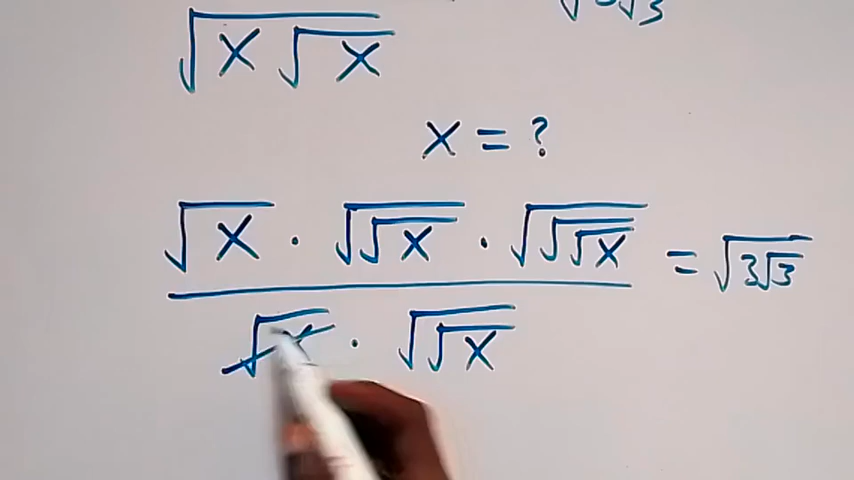 √(x√x)
x = ?
(√x · √√x · √√√x) / (√x · √√x) = √(3√3)